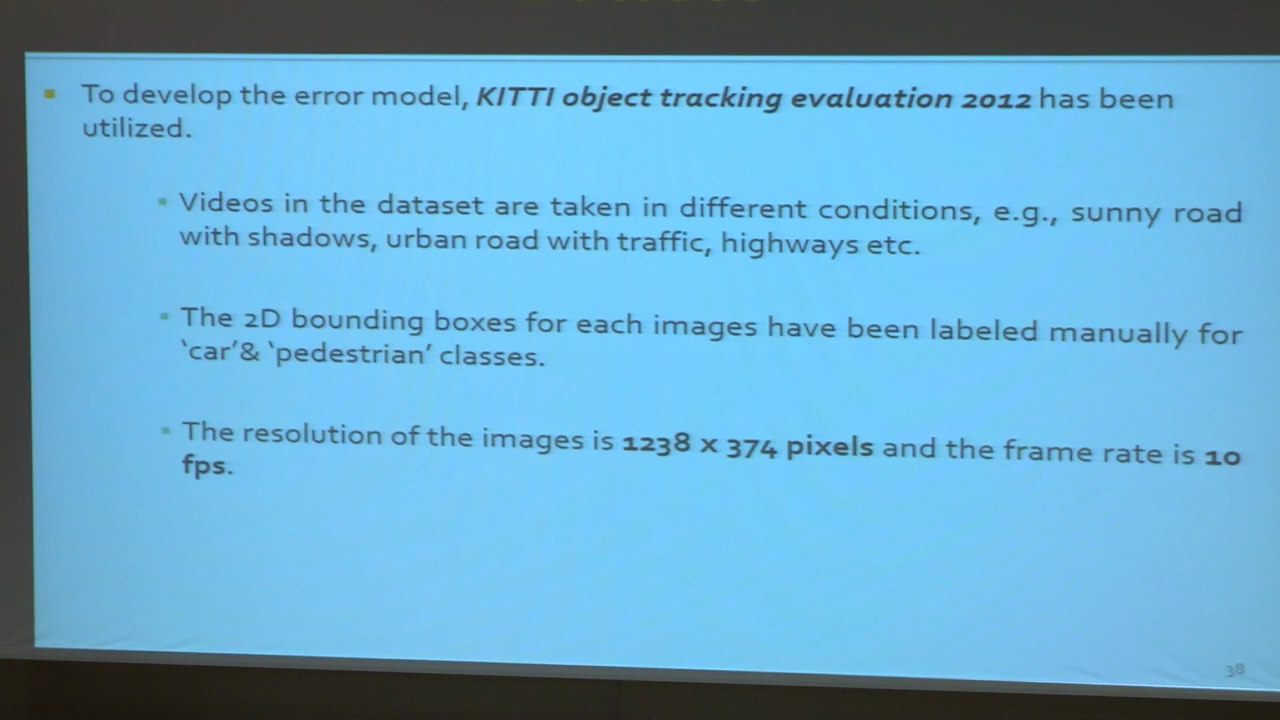 To develop the error model, KITTI object tracking evaluation 2012 has been
utilized.
Videos in the dataset are taken in different conditions, e.g., sunny road
with shadows, urban road with traffic, highways etc.
The 2D bounding boxes for each images have been labeled manually for
‘car’& ‘pedestrian’ classes.
The resolution of the images is 1238 x 374 pixels and the frame rate is 10
fps.
38